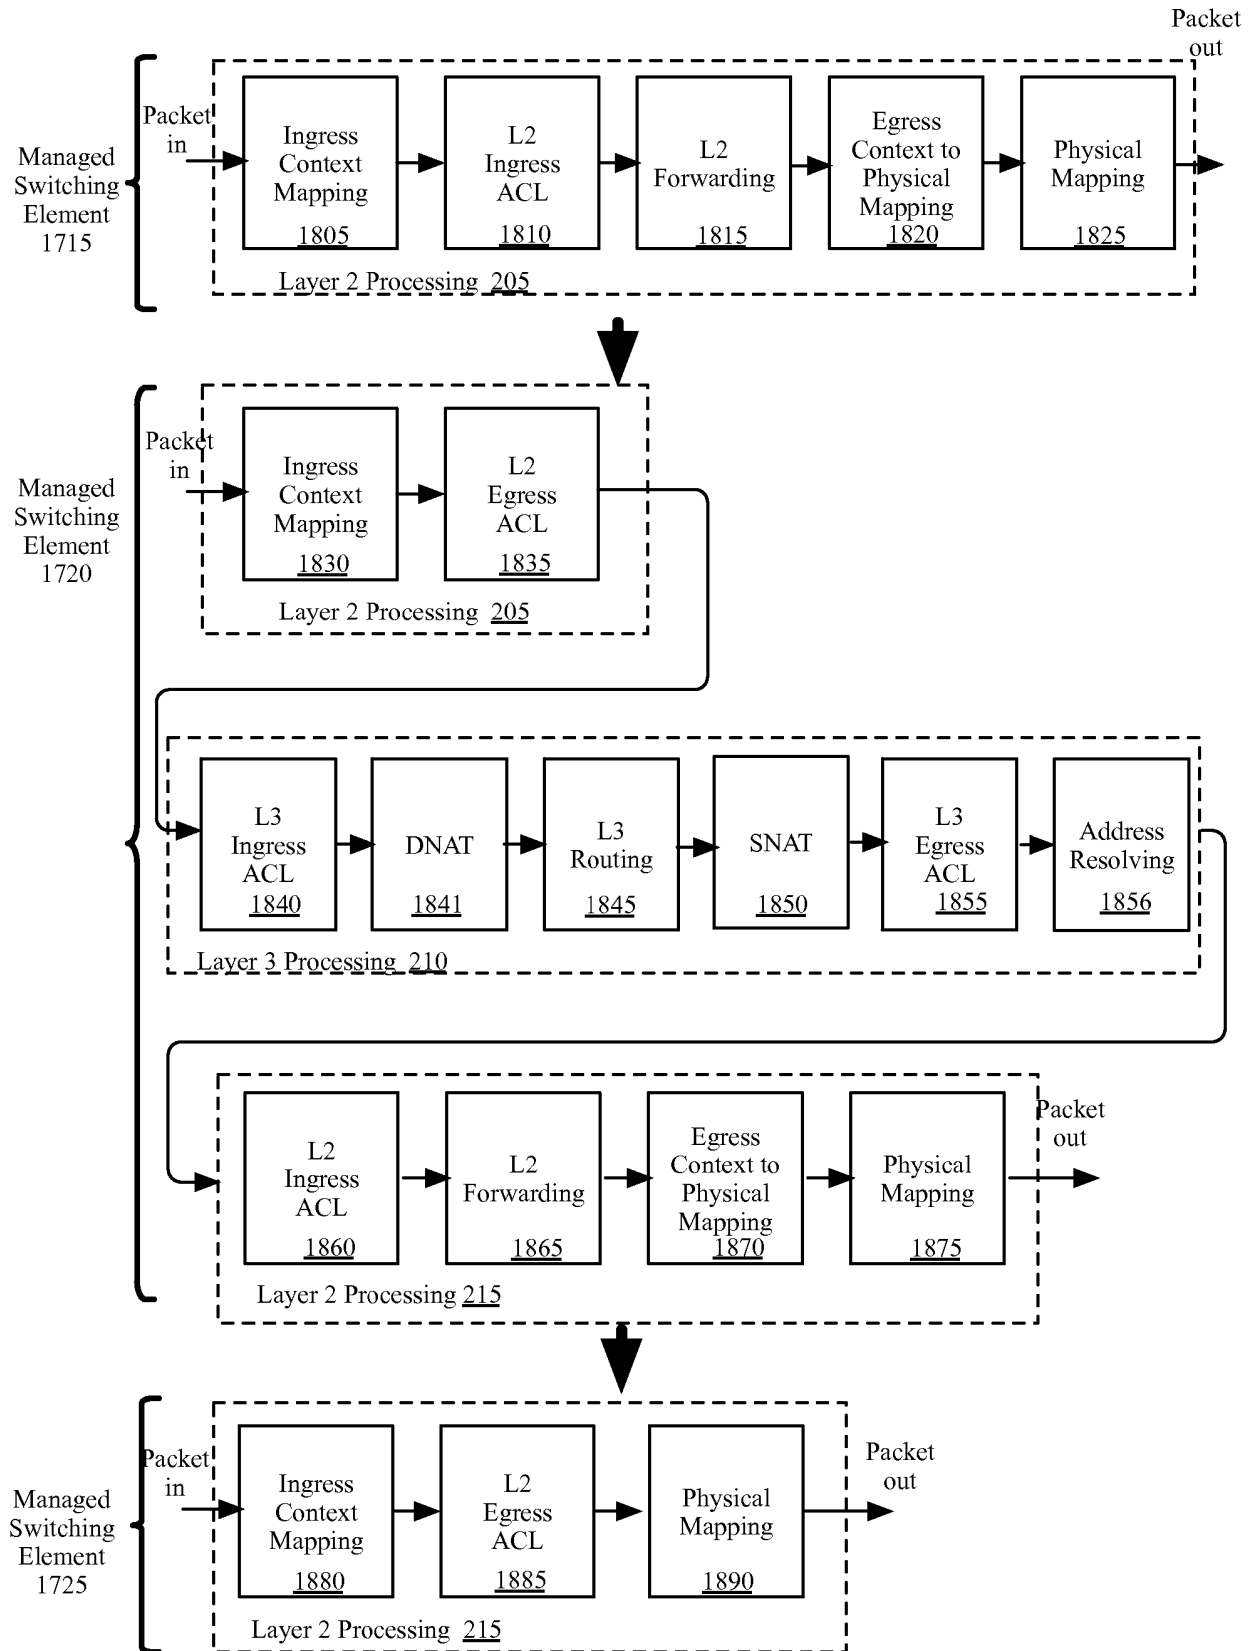 Packet
out
Packet
in
Managed
Switching
Element
1715
Ingress
Context
Mapping
1805
L2
Ingress
ACL
1810
L2
Forwarding
1815
Egress
Context to
Physical
Mapping
1820
Physical
Mapping
1825
Layer 2 Processing 205
Packet
in
Managed
Switching
Element
1720
Ingress
Context
Mapping
1830
L2
Egress
ACL
1835
Layer 2 Processing 205
L3
Ingress
ACL
1840
DNAT
1841
L3
Routing
1845
SNAT
1850
L3
Egress
ACL
1855
Address
Resolving
1856
Layer 3 Processing 210
L2
Ingress
ACL
1860
L2
Forwarding
1865
Egress
Context to
Physical
Mapping
1870
Physical
Mapping
1875
Packet
out
Layer 2 Processing 215
Packet
in
Managed
Switching
Element
1725
Ingress
Context
Mapping
1880
L2
Egress
ACL
1885
Physical
Mapping
1890
Packet
out
Layer 2 Processing 215